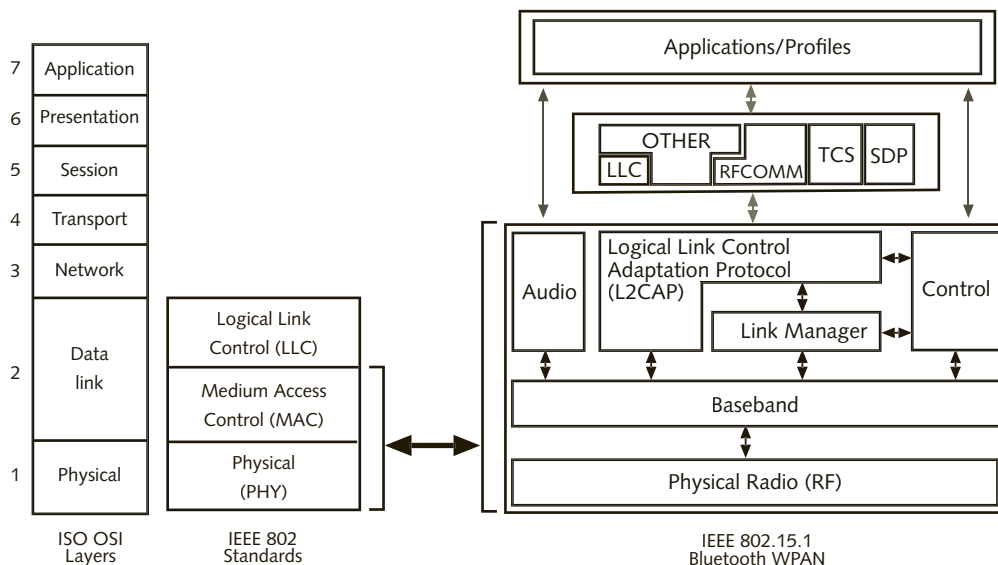 7 Application
6 Presentation
5 Session
4 Transport
3 Network
2 Data
link
1 Physical
ISO OSI
Layers
Logical Link
Control (LLC)
Medium Access
Control (MAC)
Physical
(PHY)
IEEE 802
Standards
Applications/Profiles
OTHER
LLC
RFCOMM
TCS
SDP
Audio
Logical Link Control
Adaptation Protocol
(L2CAP)
Control
Link Manager
Baseband
Physical Radio (RF)
IEEE 802.15.1
Bluetooth WPAN